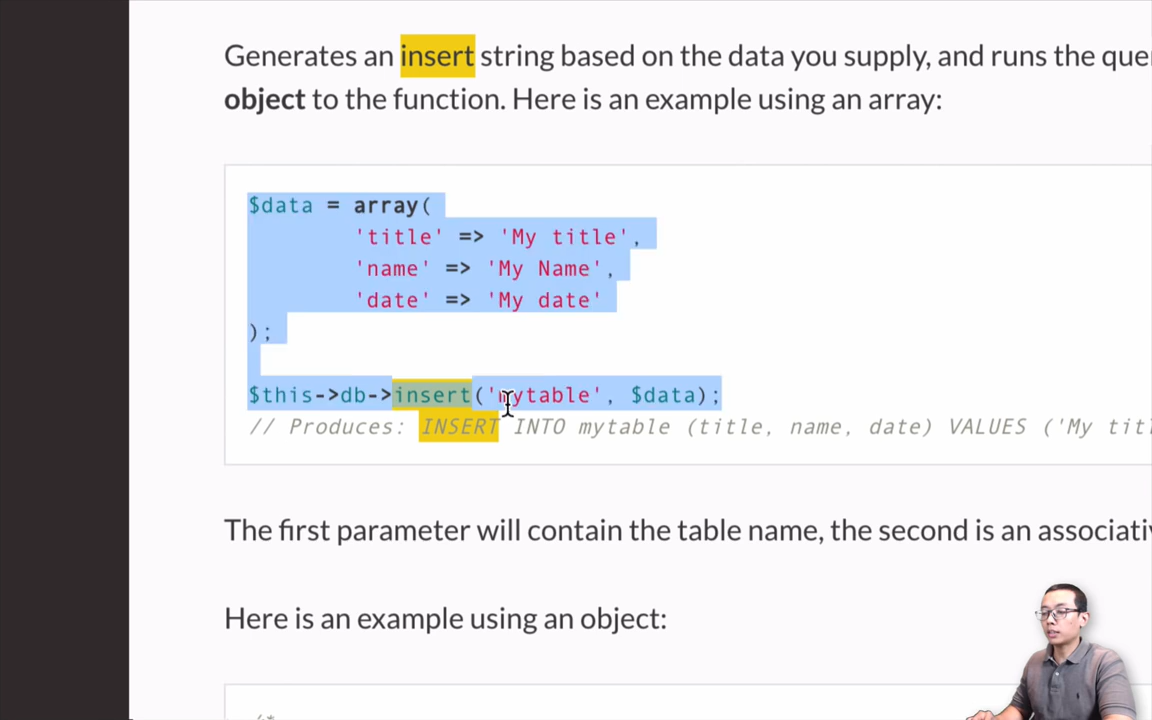 Generates an insert string based on the data you supply, and runs the
object to the function. Here is an example using an array:
$data = array(
'title' => 'My title',
'name' => 'My Name',
'date' => 'My date'
);
$this->db->insert('mytable', $data);
// Produces: INSERT INTO mytable (title, name, date) VALUES ('My
The first parameter will contain the table name, the second is an
Here is an example using an object:
/*